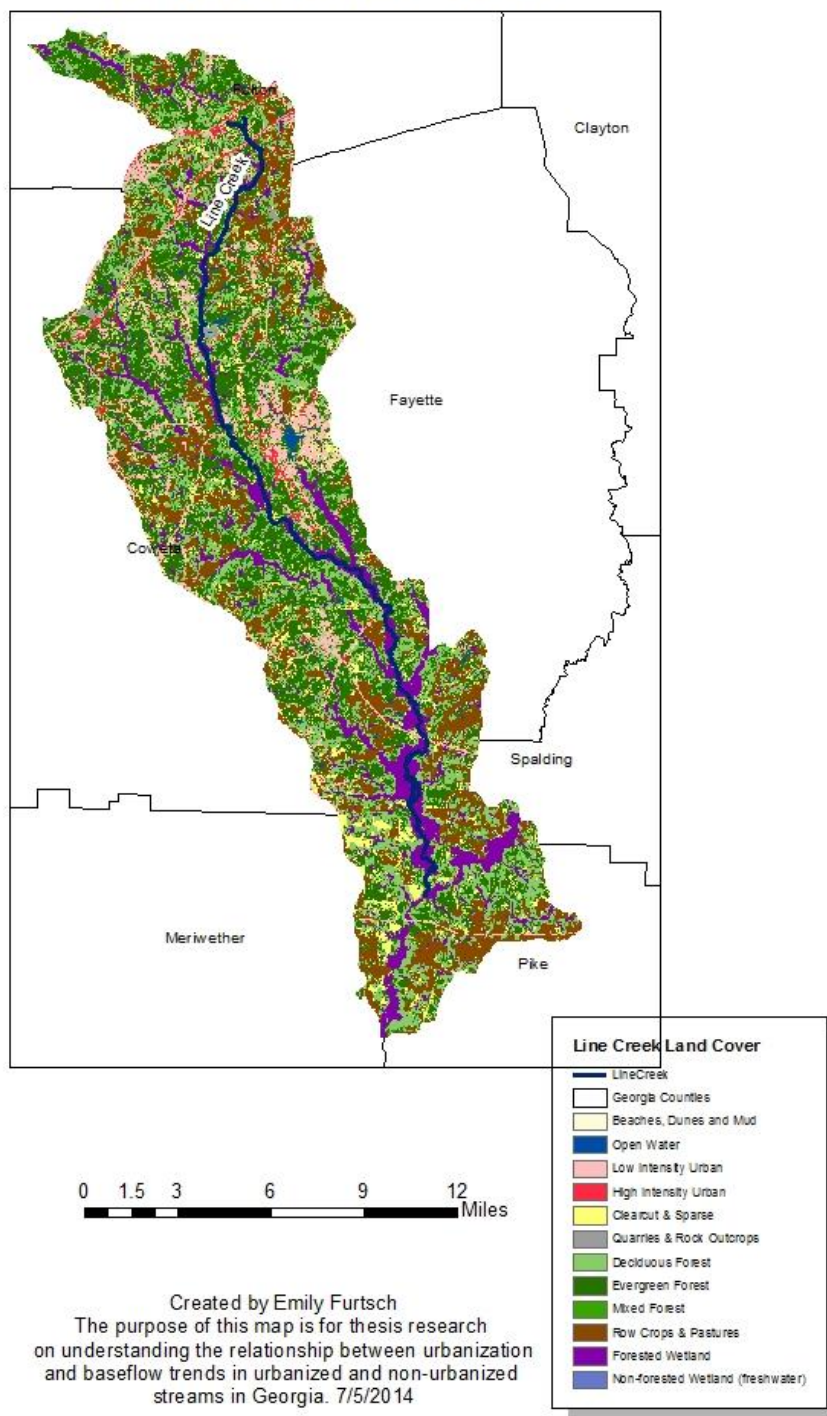 Fulton
Clayton
Line Creek
Fayette
Coweta
Spalding
Meriwether
Pike
Line Creek Land Cover
LineCreek
Georgia Counties
Beaches, Dunes and Mud
Open Water
Low Intensity Urban
High Intensity Urban
Clearcut & Sparse
Quarries & Rock Outcrops
Deciduous Forest
Evergreen Forest
Mixed Forest
Row Crops & Pastures
Forested Wetland
Non-forested Wetland (freshwater)
0 1.5 3 6 9 12
Miles
Created by Emily Furtsch
The purpose of this map is for thesis research
on understanding the relationship between urbanization
and baseflow trends in urbanized and non-urbanized
streams in Georgia. 7/5/2014